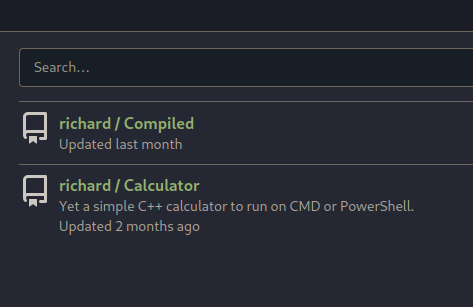 Search...
richard / Compiled
Updated last month
richard / Calculator
Yet a simple C++ calculator to run on CMD or PowerShell.
Updated 2 months ago